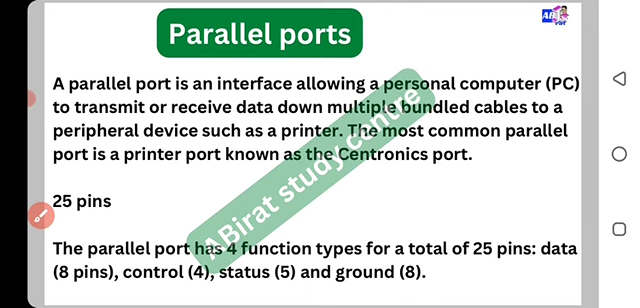 Parallel ports
A parallel port is an interface allowing a personal computer (PC)
to transmit or receive data down multiple bundled cables to a
peripheral device such as a printer. The most common parallel
port is a printer port known as the Centronics port.
25 pins
The parallel port has 4 function types for a total of 25 pins: data
(8 pins), control (4), status (5) and ground (8).
ABirat study centre